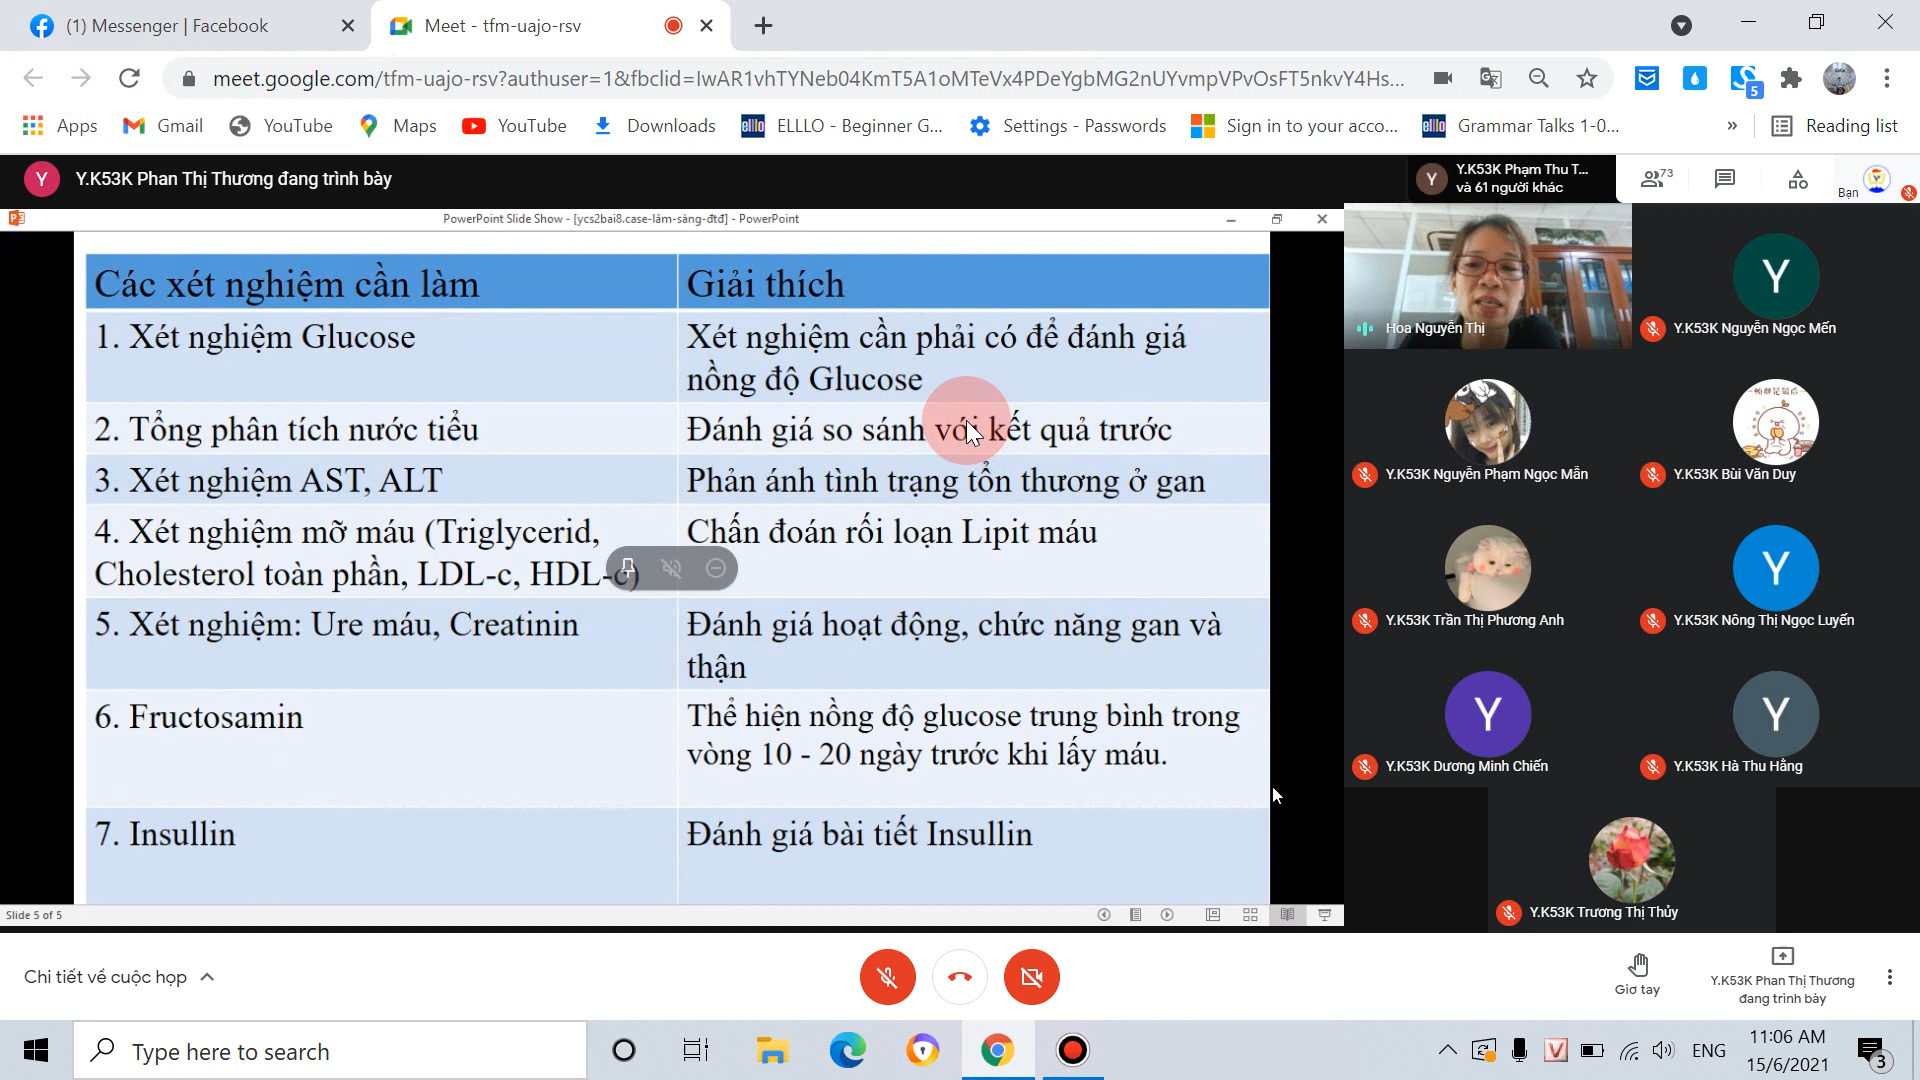 (1) Messenger | Facebook
Meet - tfm-uajo-rsv
meet.google.com/tfm-uajo-rsv?authuser=1&fbclid=IwAR1vhTYNeb04KmT5A1oMTeVx4PDeYgbMG2nUYvmpVPvOsFT5nkvY4Hs...
5
Apps
Gmail
YouTube
Maps
YouTube
Downloads
elllo
ELLLO - Beginner G...
Settings - Passwords
Sign in to your acco...
elllo
Grammar Talks 1-0...
»
Reading list
Y
Y.K53K Phan Thị Thương đang trình bày
Y
Y.K53K Phạm Thu T...
và 61 người khác
73
Bạn
PowerPoint Slide Show - [ycs2bai8.case-lâm-sàng-đtđ] - PowerPoint
Các xét nghiệm cần làm
Giải thích
1. Xét nghiệm Glucose
Xét nghiệm cần phải có để đánh giá
nồng độ Glucose
2. Tổng phân tích nước tiểu
Đánh giá so sánh với kết quả trước
3. Xét nghiệm AST, ALT
Phản ánh tình trạng tổn thương ở gan
4. Xét nghiệm mỡ máu (Triglycerid,
Cholesterol toàn phần, LDL-c, HDL-c)
Chẩn đoán rối loạn Lipit máu
5. Xét nghiệm: Ure máu, Creatinin
Đánh giá hoạt động, chức năng gan và
thận
6. Fructosamin
Thể hiện nồng độ glucose trung bình trong
vòng 10 - 20 ngày trước khi lấy máu.
7. Insullin
Đánh giá bài tiết Insullin
Slide 5 of 5
Hoa Nguyễn Thị
Y
Y.K53K Nguyễn Ngọc Mến
Y.K53K Nguyễn Phạm Ngọc Mẫn
Y.K53K Bùi Văn Duy
Y.K53K Trần Thị Phương Anh
Y
Y.K53K Nông Thị Ngọc Luyến
Y
Y.K53K Dương Minh Chiến
Y
Y.K53K Hà Thu Hằng
Y.K53K Trương Thị Thủy
Chi tiết về cuộc họp
Giơ tay
Y.K53K Phan Thị Thương
đang trình bày
Type here to search
V
ENG
11:06 AM
15/6/2021
3